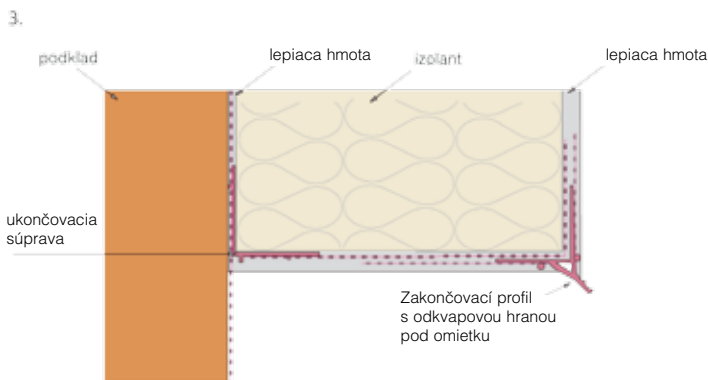 3.
podklad
lepiaca hmota
izolant
lepiaca hmota
ukončovacia
súprava
Zakončovací profil
s odkvapovou hranou
pod omietku